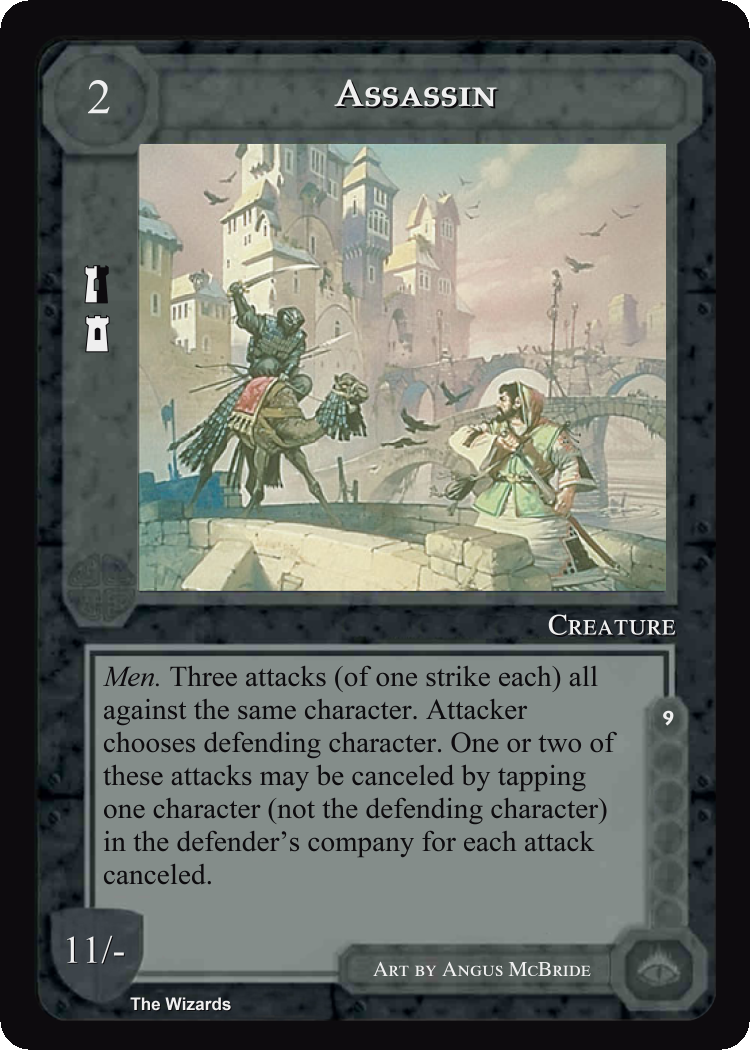 2
Assassin
Creature
Men. Three attacks (of one strike each) all
against the same character. Attacker
chooses defending character. One or two of
these attacks may be canceled by tapping
one character (not the defending character)
in the defender’s company for each attack
canceled.
9
11/-
Art by Angus McBride
The Wizards